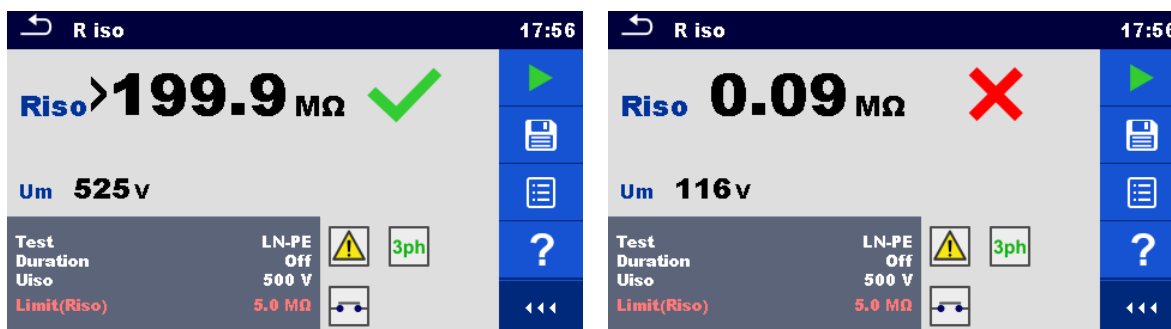 R iso 17:56
Riso >199.9 MΩ
Um 525 V
Test LN-PE
Duration Off
Uiso 500 V
Limit(Riso) 5.0 MΩ
3ph
?
R iso 17:56
Riso 0.09 MΩ
Um 116 V
Test LN-PE
Duration Off
Uiso 500 V
Limit(Riso) 5.0 MΩ
3ph
?